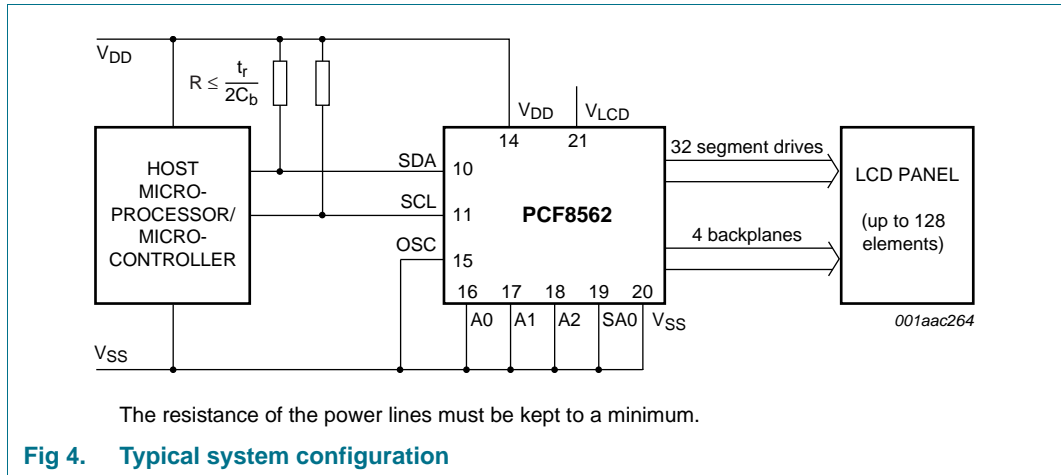 VDD
R ≤ tr
2Cb
VDD
VLCD
14
21
HOST
MICRO-
PROCESSOR/
MICRO-
CONTROLLER
SDA
10
SCL
11
OSC
15
PCF8562
16
17
18
19
20
A0
A1
A2
SA0
VSS
32 segment drives
4 backplanes
LCD PANEL
(up to 128
elements)
001aac264
VSS
The resistance of the power lines must be kept to a minimum.
Fig 4. Typical system configuration